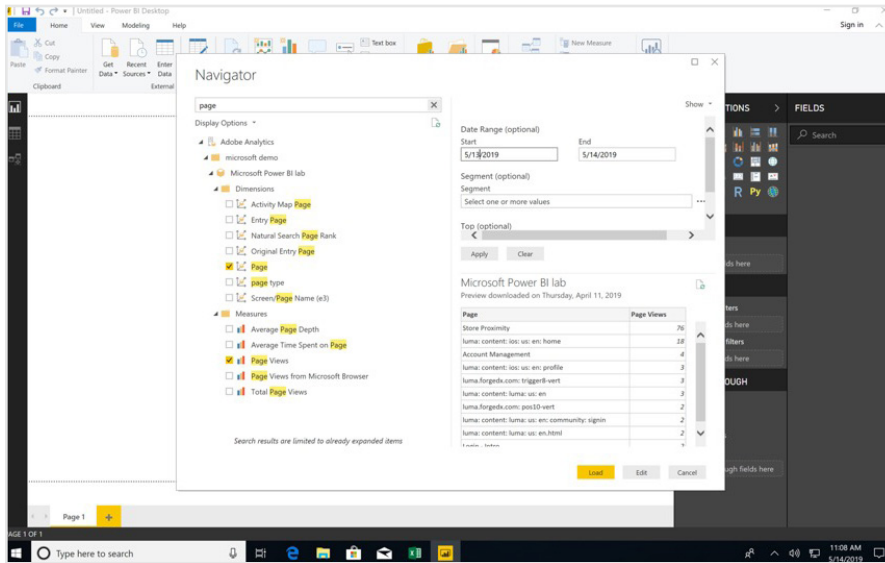 Untitled - Power BI Desktop
File Home View Modeling Help Sign in
Paste
Cut
Copy
Format Painter
Clipboard
Get Data
Recent Sources
Enter Data
External
Text box
New Measure
Navigator
page
Display Options
Adobe Analytics
microsoft demo
Microsoft Power BI lab
Dimensions
Activity Map Page
Entry Page
Natural Search Page Rank
Original Entry Page
Page
page type
Screen/Page Name (e3)
Measures
Average Page Depth
Average Time Spent on Page
Page Views
Page Views from Microsoft Browser
Total Page Views
Search results are limited to already expanded items
Show
Date Range (optional)
Start End
5/13/2019 5/14/2019
Segment (optional)
Segment
Select one or more values
Top (optional)
Apply Clear
Microsoft Power BI lab
Preview downloaded on Thursday, April 11, 2019
Page Page Views
Store Proximity 76
luma: content: ios: us: en: home 18
Account Management 4
luma: content: ios: us: en: profile 3
luma.forgedx.com: trigger8-vert 3
luma: content: luma: us: en 3
luma.forgedx.com: pos10-vert 2
luma: content: luma: us: en: community: signin 2
luma: content: luma: us: en.html 2
Login - Intro
Load Edit Cancel
TIONS FIELDS
Search
R Py
lds here
ters
ds here
filters
ds here
OUGH
ugh fields here
Page 1
AGE 1 OF 1
Type here to search
11:08 AM
5/14/2019